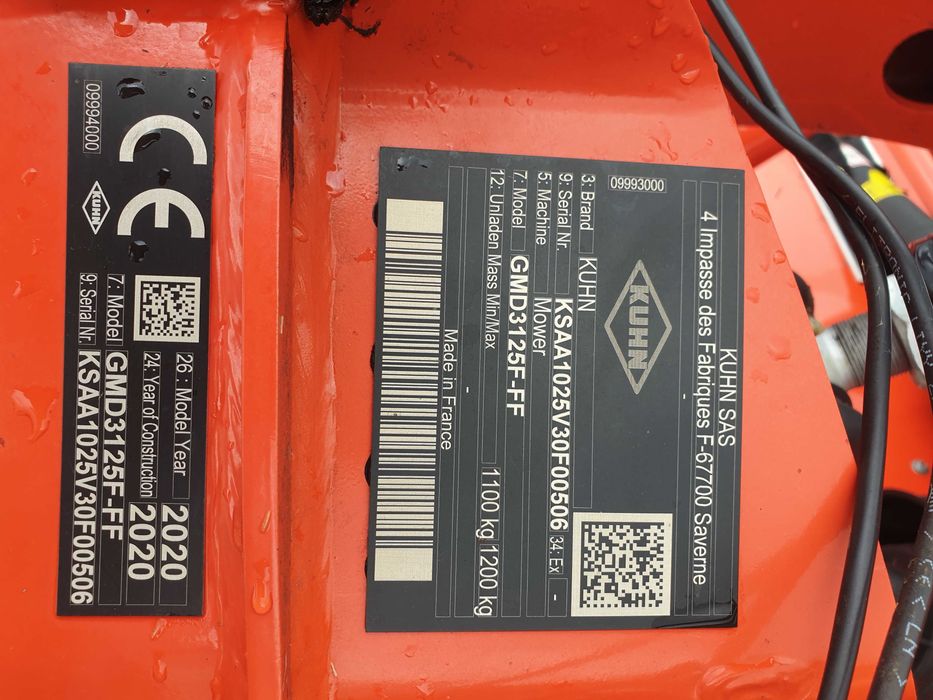 KUHN SAS
4 Impasse des Fabriques F-67700 Saverne
-
09993000
KUHN
3: Brand KUHN
9: Serial Nr. KSAA1025V30F00506 34: Ex -
5: Machine Mower
7: Model GMD3125F-FF
12: Unladen Mass Min/Max 1100 kg 1200 kg
-
Made in France
09994000
CE
KUHN
26: Model Year 2020
24: Year of Construction 2020
7: Model GMD3125F-FF
9: Serial Nr. KSAA1025V30F00506